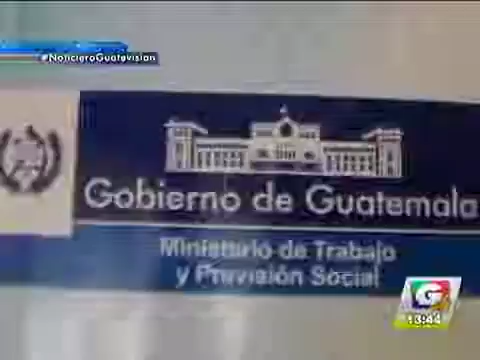 #NoticieroGuatevision
Gobierno de Guatemala
Ministerio de Trabajo
y Previsión Social
G
13:44